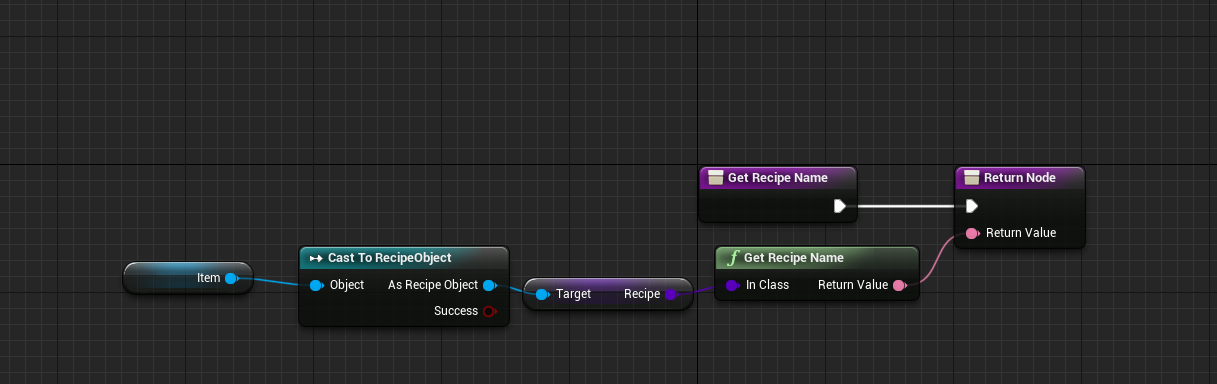 Get Recipe Name
Return Node
Return Value
Cast To RecipeObject
Get Recipe Name
Item
Object
As Recipe Object
Target
Recipe
In Class
Return Value
Success